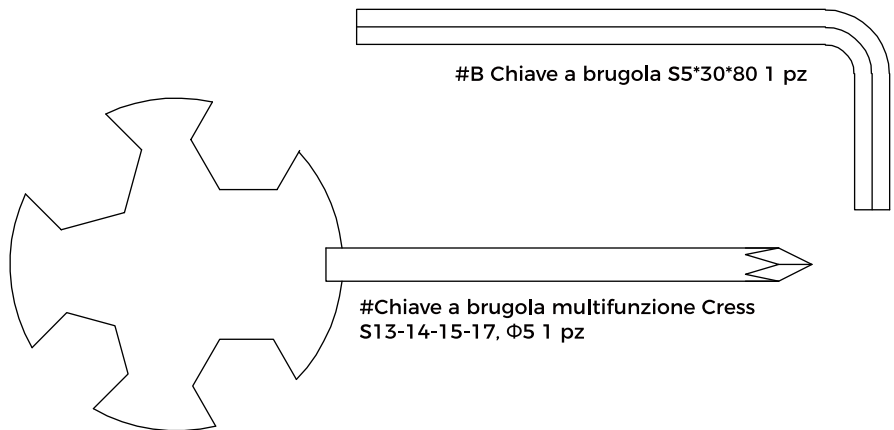 #B Chiave a brugola S5*30*80 1 pz
#Chiave a brugola multifunzione Cress
S13-14-15-17, Φ5 1 pz